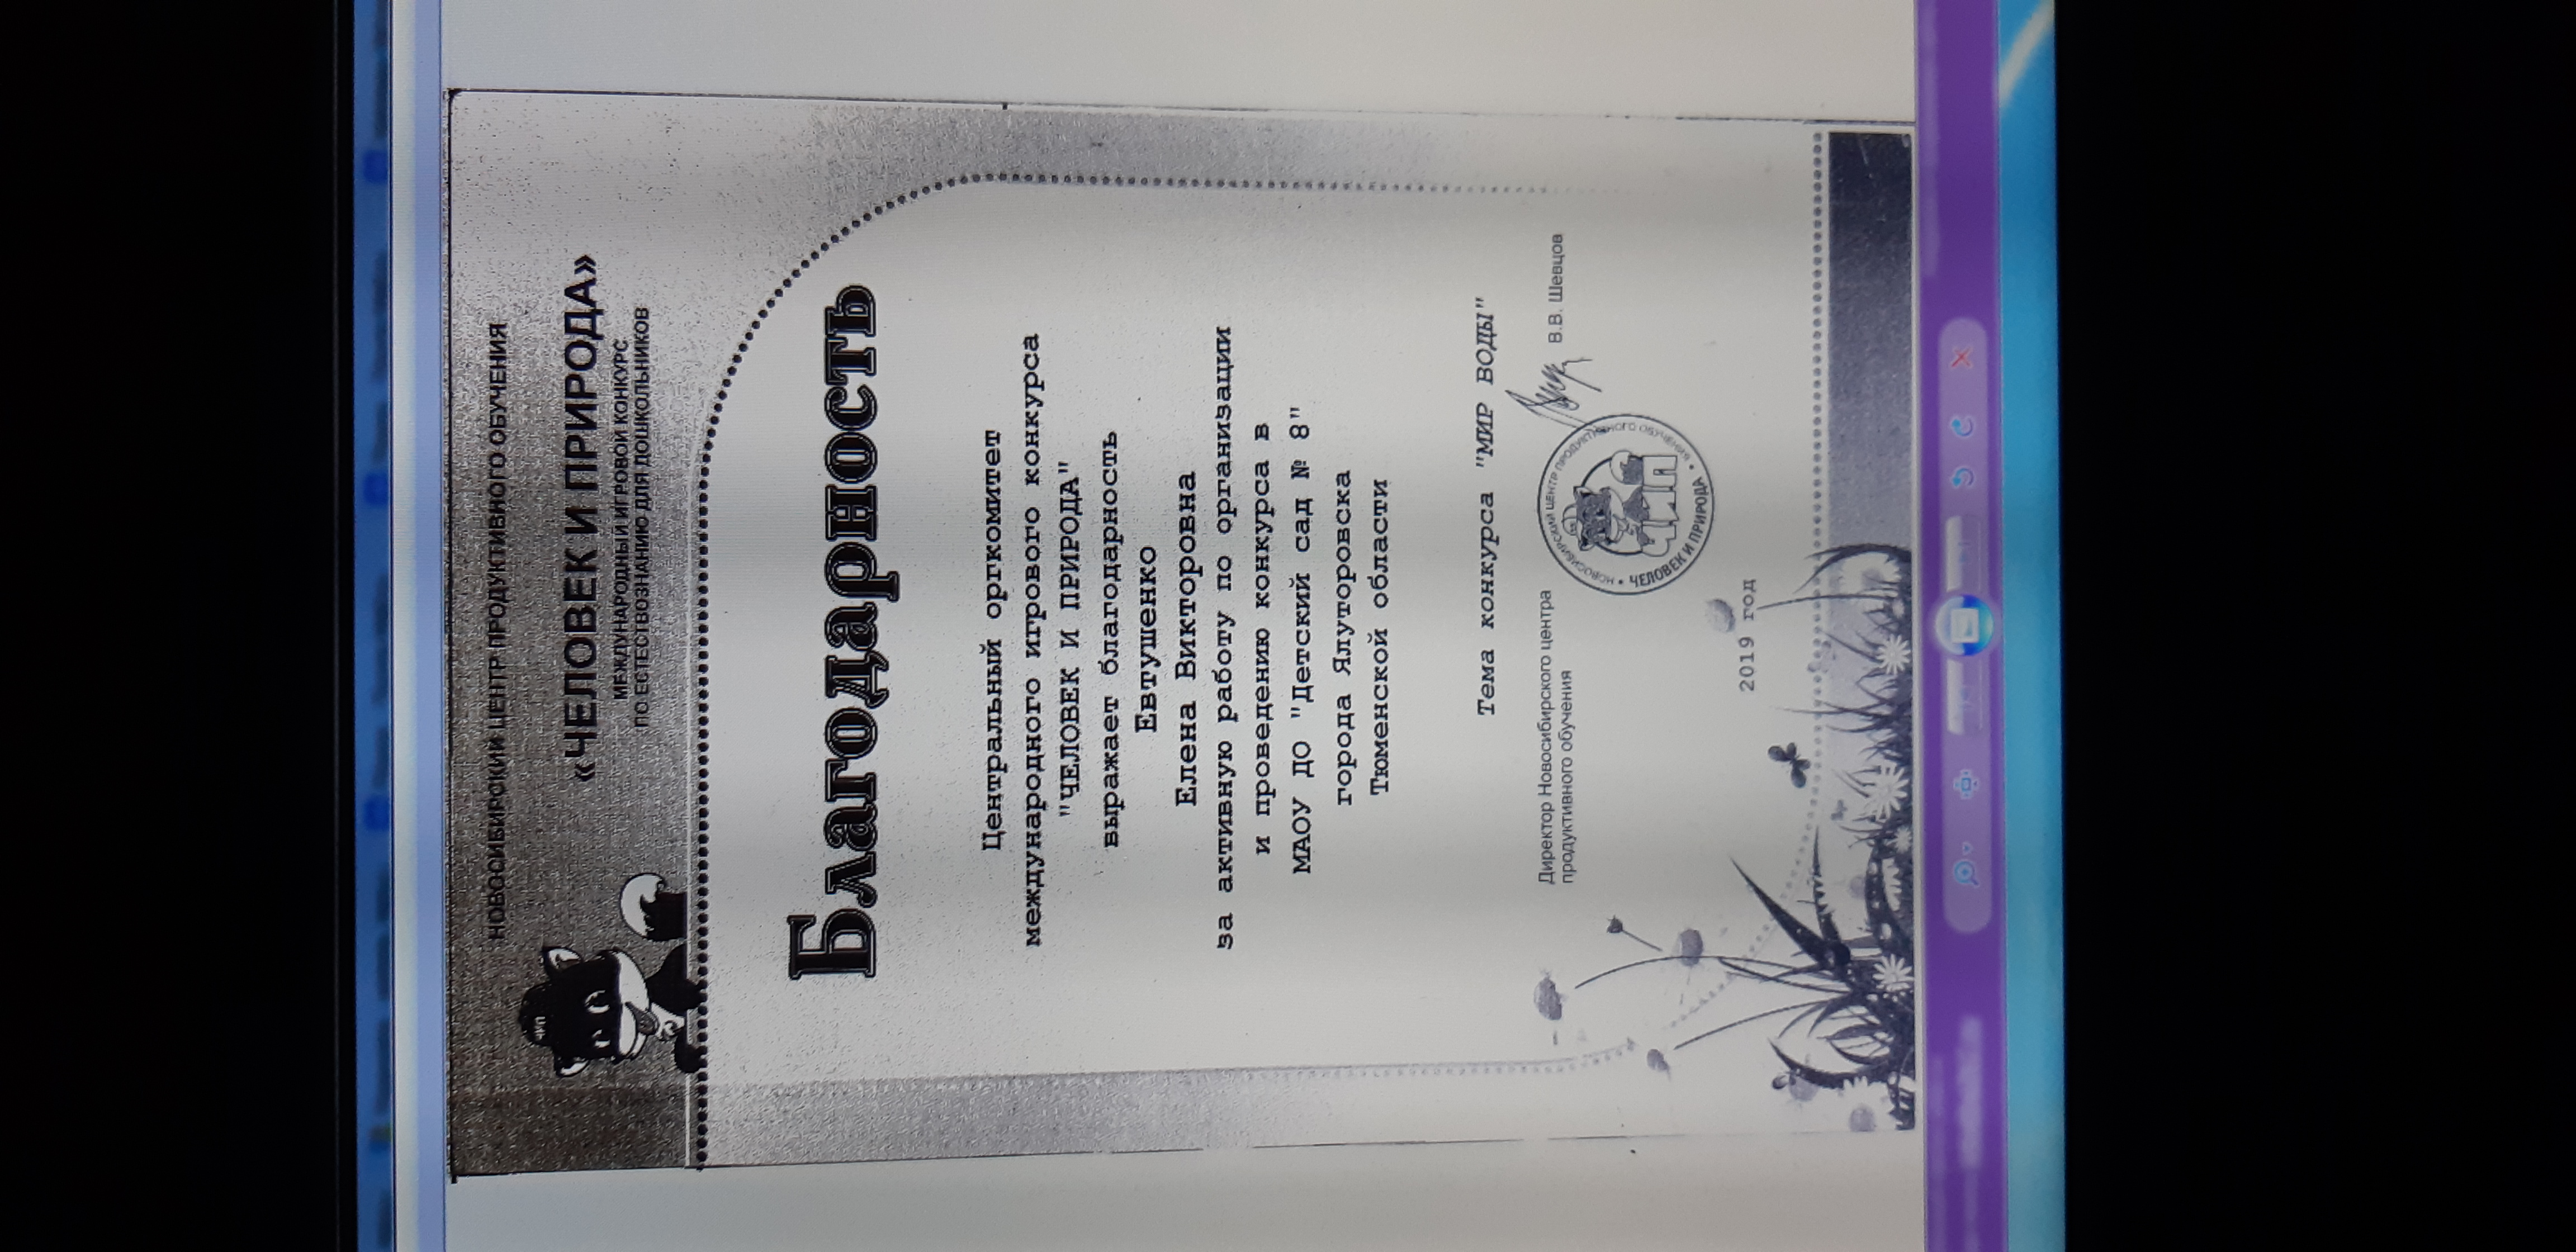 НОВОСИБИРСКИЙ ЦЕНТР ПРОДУКТИВНОГО ОБУЧЕНИЯ
«ЧЕЛОВЕК И ПРИРОДА»
МЕЖДУНАРОДНЫЙ ИГРОВОЙ КОНКУРС
ПО ЕСТЕСТВОЗНАНИЮ ДЛЯ ДОШКОЛЬНИКОВ
ЧИП
Благодарность
Центральный оргкомитет
международного игрового конкурса
"ЧЕЛОВЕК И ПРИРОДА"
выражает благодарность
Евтушенко
Елена Викторовна
за активную работу по организации
и проведению конкурса в
МАОУ ДО "Детский сад № 8"
города Ялуторовска
Тюменской области
Тема конкурса "МИР ВОДЫ"
Директор Новосибирского центра
продуктивного обучения
В.В. Шевцов
НОВОСИБИРСКИЙ ЦЕНТР ПРОДУКТИВНОГО ОБУЧЕНИЯ • ЧЕЛОВЕК И ПРИРОДА •
ЧИП
2019 год